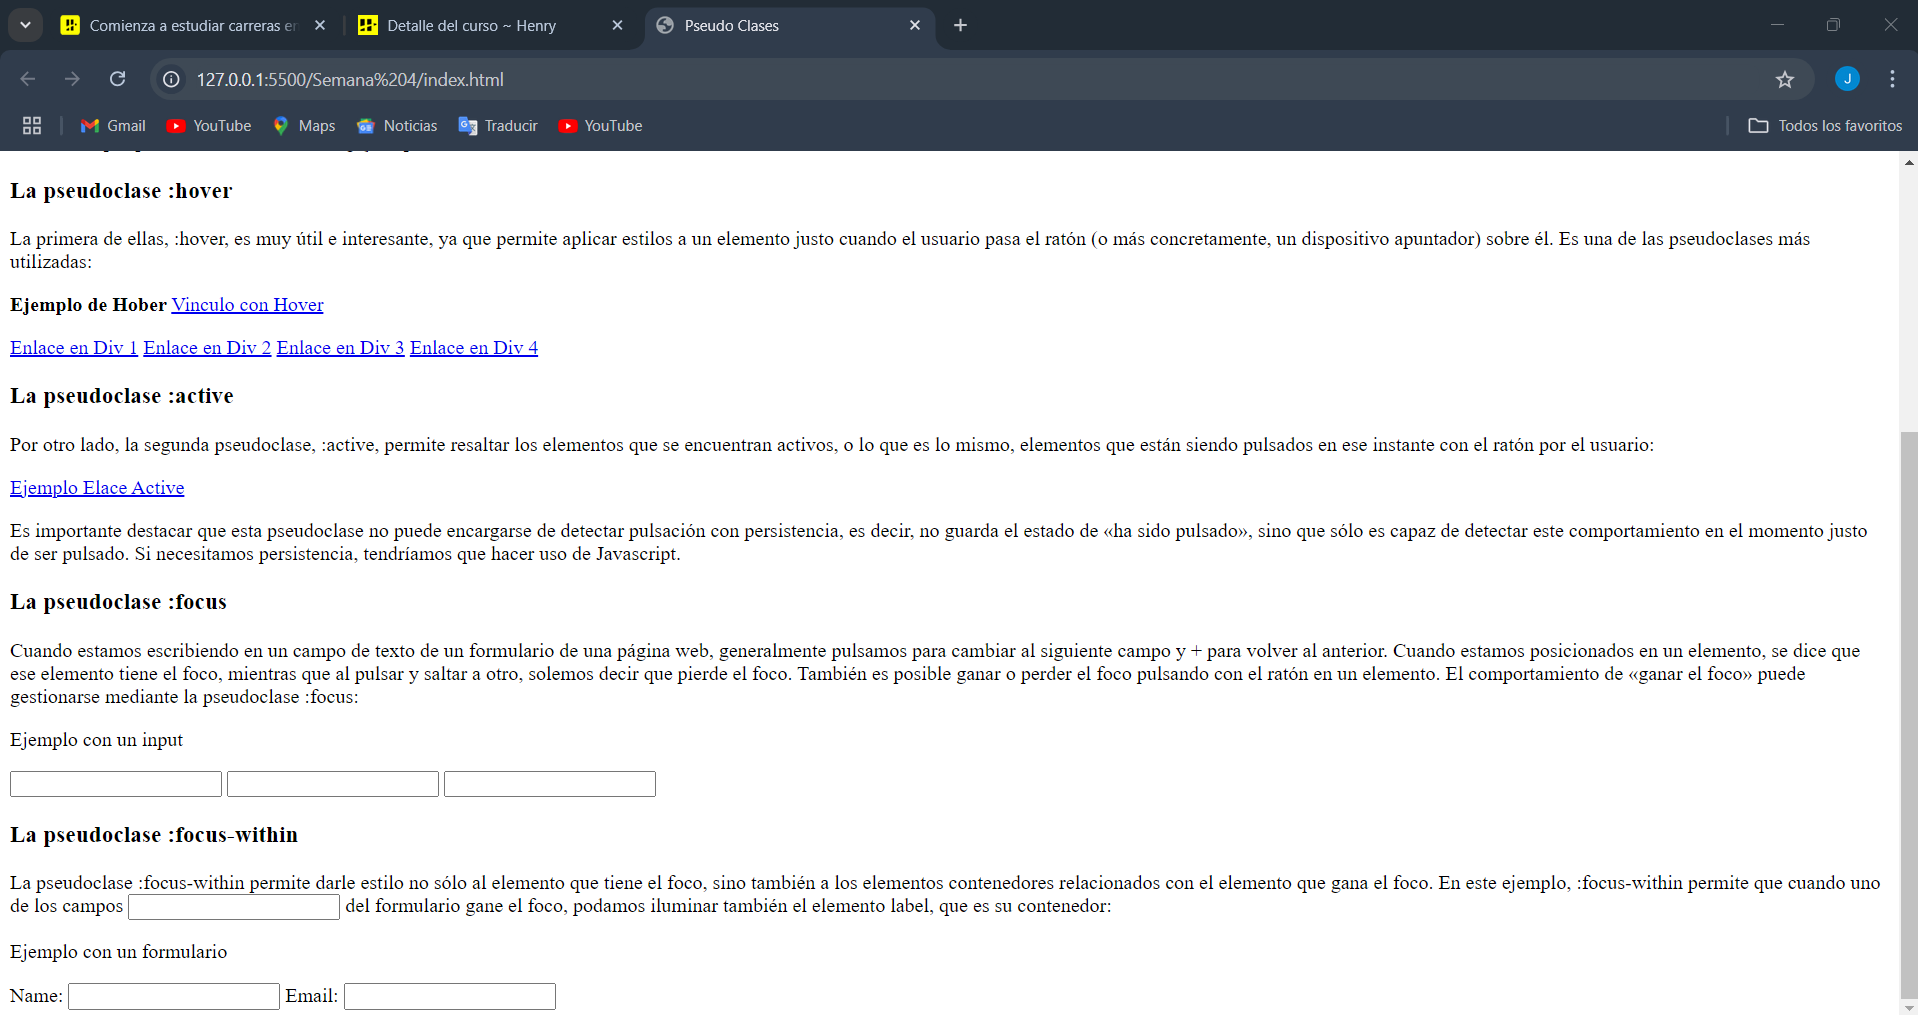 Comienza a estudiar carreras en
Detalle del curso ~ Henry
Pseudo Clases
127.0.0.1:5500/Semana%204/index.html
J
Gmail
YouTube
Maps
Noticias
Traducir
YouTube
Todos los favoritos
La pseudoclase :hover
La primera de ellas, :hover, es muy útil e interesante, ya que permite aplicar estilos a un elemento justo cuando el usuario pasa el ratón (o más concretamente, un dispositivo apuntador) sobre él. Es una de las pseudoclases más
utilizadas:
Ejemplo de Hober Vinculo con Hover
Enlace en Div 1 Enlace en Div 2 Enlace en Div 3 Enlace en Div 4
La pseudoclase :active
Por otro lado, la segunda pseudoclase, :active, permite resaltar los elementos que se encuentran activos, o lo que es lo mismo, elementos que están siendo pulsados en ese instante con el ratón por el usuario:
Ejemplo Elace Active
Es importante destacar que esta pseudoclase no puede encargarse de detectar pulsación con persistencia, es decir, no guarda el estado de «ha sido pulsado», sino que sólo es capaz de detectar este comportamiento en el momento justo
de ser pulsado. Si necesitamos persistencia, tendríamos que hacer uso de Javascript.
La pseudoclase :focus
Cuando estamos escribiendo en un campo de texto de un formulario de una página web, generalmente pulsamos para cambiar al siguiente campo y + para volver al anterior. Cuando estamos posicionados en un elemento, se dice que
ese elemento tiene el foco, mientras que al pulsar y saltar a otro, solemos decir que pierde el foco. También es posible ganar o perder el foco pulsando con el ratón en un elemento. El comportamiento de «ganar el foco» puede
gestionarse mediante la pseudoclase :focus:
Ejemplo con un input
La pseudoclase :focus-within
La pseudoclase :focus-within permite darle estilo no sólo al elemento que tiene el foco, sino también a los elementos contenedores relacionados con el elemento que gana el foco. En este ejemplo, :focus-within permite que cuando uno
de los campos del formulario gane el foco, podamos iluminar también el elemento label, que es su contenedor:
Ejemplo con un formulario
Name: Email: